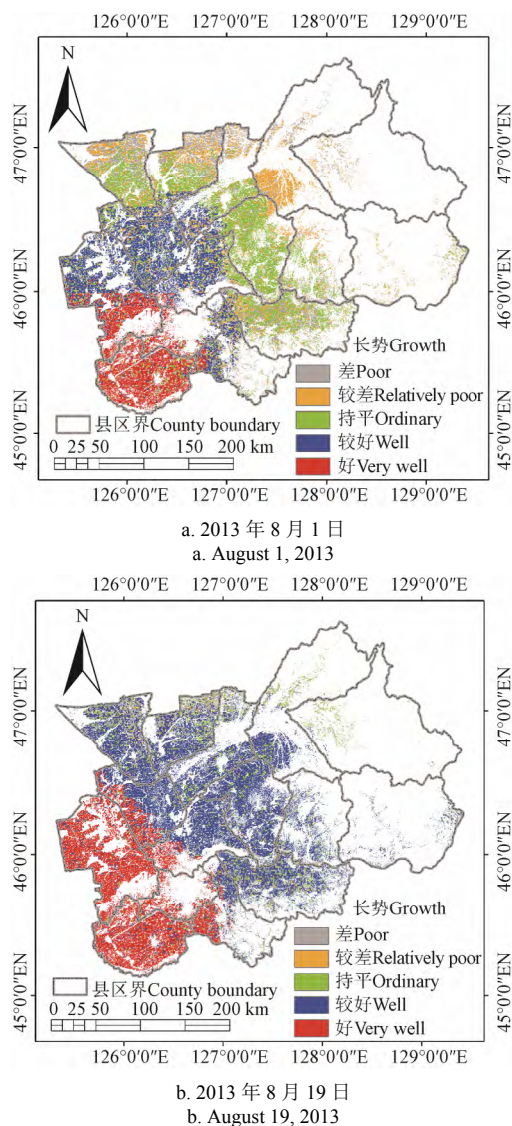 126°0′0″E 127°0′0″E 128°0′0″E 129°0′0″E
N
47°0′0″EN
46°0′0″EN
45°0′0″EN
长势Growth
差Poor
较差Relatively poor
持平Ordinary
较好Well
好Very well
县区界County boundary
0 25 50 100 150 200 km
126°0′0″E 127°0′0″E 128°0′0″E 129°0′0″E
a. 2013 年 8 月 1 日
a. August 1, 2013
126°0′0″E 127°0′0″E 128°0′0″E 129°0′0″E
N
47°0′0″EN
46°0′0″EN
45°0′0″EN
长势Growth
差Poor
较差Relatively poor
持平Ordinary
较好Well
好Very well
县区界County boundary
0 25 50 100 150 200 km
126°0′0″E 127°0′0″E 128°0′0″E 129°0′0″E
b. 2013 年 8 月 19 日
b. August 19, 2013